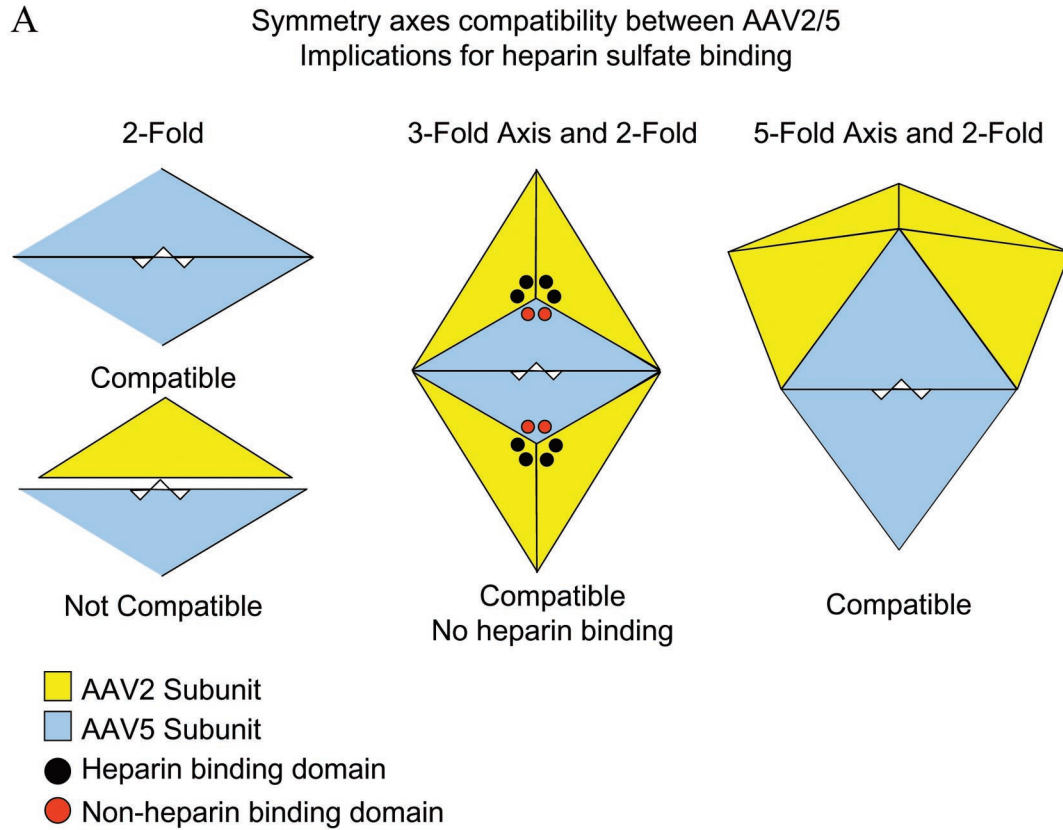 A
Symmetry axes compatibility between AAV2/5
Implications for heparin sulfate binding
2-Fold
3-Fold Axis and 2-Fold
5-Fold Axis and 2-Fold
Compatible
Not Compatible
Compatible
No heparin binding
Compatible
AAV2 Subunit
AAV5 Subunit
Heparin binding domain
Non-heparin binding domain